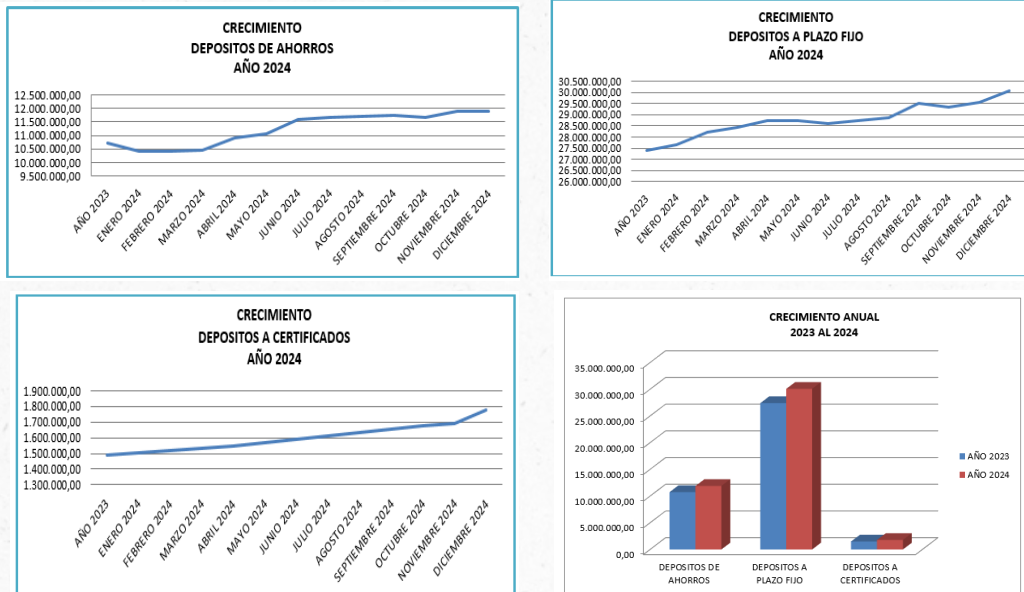 CRECIMIENTO
DEPOSITOS DE AHORROS
AÑO 2024
12.500.000,00
12.000.000,00
11.500.000,00
11.000.000,00
10.500.000,00
10.000.000,00
9.500.000,00
AÑO 2023
ENERO 2024
FEBRERO 2024
MARZO 2024
ABRIL 2024
MAYO 2024
JUNIO 2024
JULIO 2024
AGOSTO 2024
SEPTIEMBRE 2024
OCTUBRE 2024
NOVIEMBRE 2024
DICIEMBRE 2024
CRECIMIENTO
DEPOSITOS A PLAZO FIJO
AÑO 2024
30.500.000,00
30.000.000,00
29.500.000,00
29.000.000,00
28.500.000,00
28.000.000,00
27.500.000,00
27.000.000,00
26.500.000,00
26.000.000,00
AÑO 2023
ENERO 2024
FEBRERO 2024
MARZO 2024
ABRIL 2024
MAYO 2024
JUNIO 2024
JULIO 2024
AGOSTO 2024
SEPTIEMBRE 2024
OCTUBRE 2024
NOVIEMBRE 2024
DICIEMBRE 2024
CRECIMIENTO
DEPOSITOS A CERTIFICADOS
AÑO 2024
1.900.000,00
1.800.000,00
1.700.000,00
1.600.000,00
1.500.000,00
1.400.000,00
1.300.000,00
AÑO 2023
ENERO 2024
FEBRERO 2024
MARZO 2024
ABRIL 2024
MAYO 2024
JUNIO 2024
JULIO 2024
AGOSTO 2024
SEPTIEMBRE 2024
OCTUBRE 2024
NOVIEMBRE 2024
DICIEMBRE 2024
CRECIMIENTO ANUAL
2023 AL 2024
35.000.000,00
30.000.000,00
25.000.000,00
20.000.000,00
15.000.000,00
10.000.000,00
5.000.000,00
0,00
DEPOSITOS DE
AHORROS
DEPOSITOS A
PLAZO FIJO
DEPOSITOS A
CERTIFICADOS
AÑO 2023
AÑO 2024